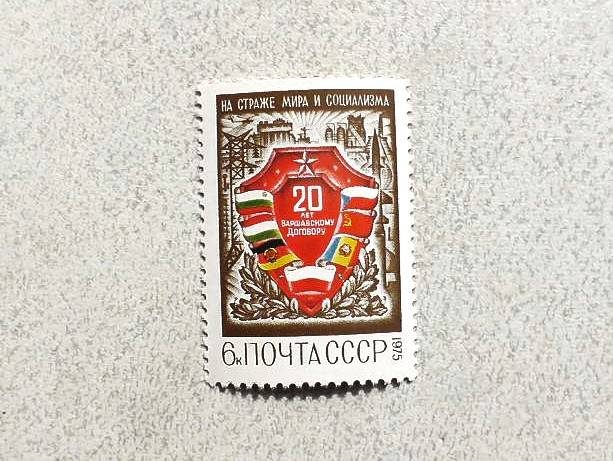 НА СТРАЖЕ МИРА И СОЦИАЛИЗМА
20
ЛЕТ
ВАРШАВСКОМУ
ДОГОВОРУ
6к ПОЧТА СССР
1975